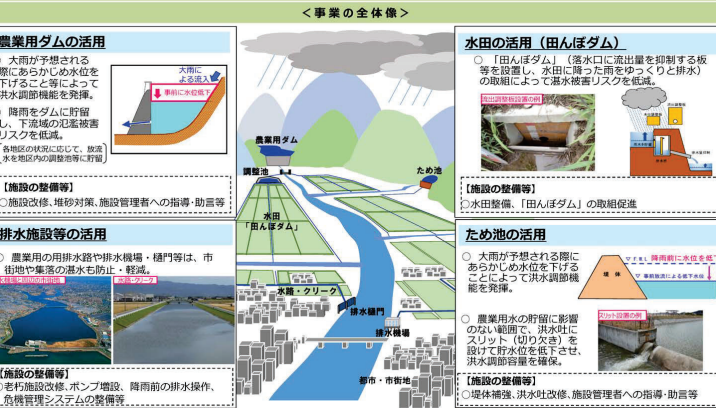 ＜事業の全体像＞
農業用ダムの活用
○ 大雨が予想される
際にあらかじめ水位を
下げること等によって
洪水調節機能を発揮。
○ 降雨をダムに貯留
し、下流域の氾濫被害
リスクを低減。
各地区の状況に応じて、放流
水を地区内の調整池等に貯留
大雨に
よる流入
事前に水位低下
【施設の整備等】
○施設改修、堆砂対策、施設管理者への指導・助言等
排水施設等の活用
○ 農業用の用排水路や排水機場・樋門等は、市
街地や集落の湛水も防止・軽減。
水路・クリーク
【施設の整備等】
○老朽施設改修、ポンプ増設、降雨前の排水操作、
危機管理システムの整備等
農業用ダム
調整池
ため池
水田
「田んぼダム」
水路・クリーク
排水樋門
排水機場
都市・市街地
水田の活用（田んぼダム）
○ 「田んぼダム」（落水口に流出量を抑制する板
等を設置し、水田に降った雨をゆっくりと排水）
の取組によって湛水被害リスクを低減。
流出調整板設置の例
【施設の整備等】
○水田整備、「田んぼダム」の取組促進
ため池の活用
○ 大雨が予想される際に
あらかじめ水位を下げる
ことによって洪水調節機
能を発揮。
○ 農業用水の貯留に影響
のない範囲で、洪水吐に
スリット（切り欠き）を
設けて貯水位を低下させ、
洪水調節容量を確保。
▽ＦＷＬ 降雨前に水位を低下
▽ 事前放流による低下水位
堤 体
スリット設置の例
【施設の整備等】
○堤体補強、洪水吐改修、施設管理者への指導・助言等